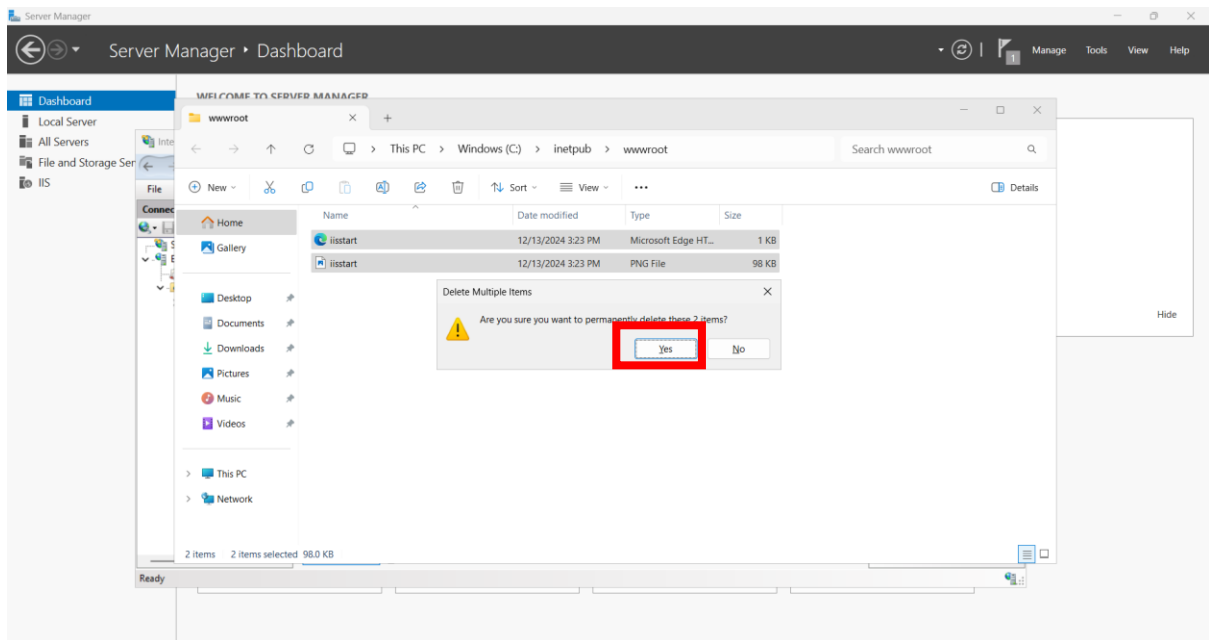 Server Manager
Server Manager • Dashboard
1
Manage Tools View Help
Dashboard
Local Server
All Servers
File and Storage Ser
IIS
WELCOME TO SERVER MANAGER
Inte
File
Connec
wwwroot
This PC > Windows (C:) > inetpub > wwwroot
Search wwwroot
New
Sort
View
Details
Home
Gallery
Desktop
Documents
Downloads
Pictures
Music
Videos
This PC
Network
Name Date modified Type Size
iisstart 12/13/2024 3:23 PM Microsoft Edge HT... 1 KB
iisstart 12/13/2024 3:23 PM PNG File 98 KB
Delete Multiple Items
Are you sure you want to permanently delete these 2 items?
Yes
No
Hide
2 items 2 items selected 98.0 KB
Ready